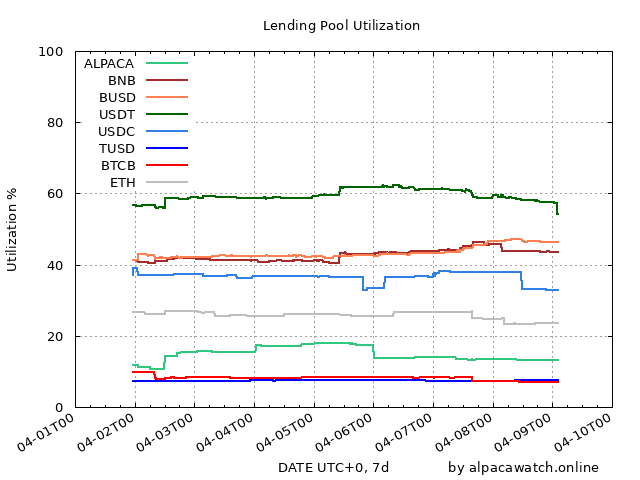 Lending Pool Utilization
Utilization %
100
80
60
40
20
0
ALPACA
BNB
BUSD
USDT
USDC
TUSD
BTCB
ETH
04-01T00
04-02T00
04-03T00
04-04T00
04-05T00
04-06T00
04-07T00
04-08T00
04-09T00
04-10T00
DATE UTC+0, 7d
by alpacawatch.online